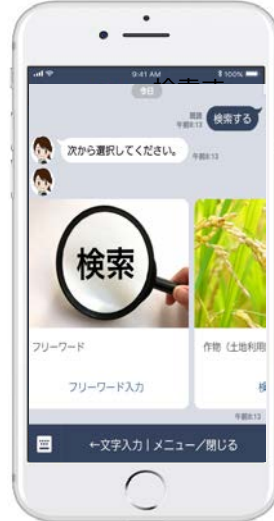 9:41 AM
100%
検索す
今日
既読
午前8:13
検索する
次から選択してください。
午前8:13
検索
フリーワード
作物（土地利用
フリーワード入力
検
午前8:13
←文字入力 | メニュー／閉じる